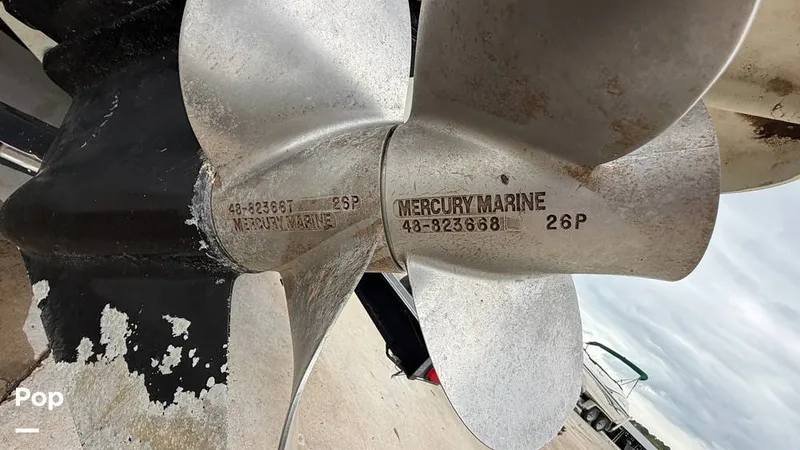 48-823667 26P
MERCURY MARINE
MERCURY MARINE
48-823668 26P
Pop